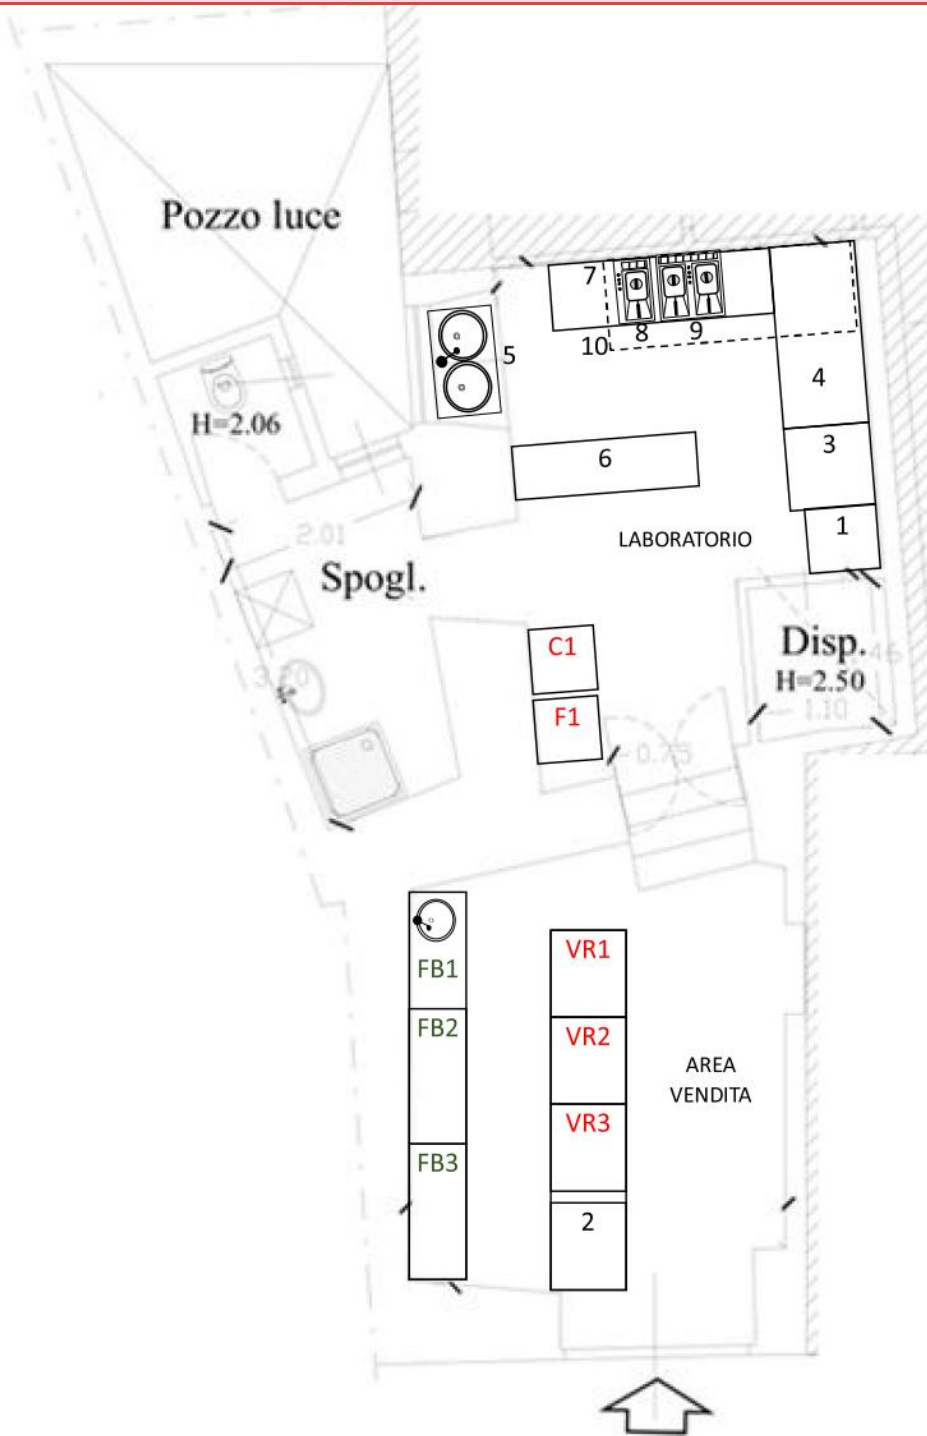 Pozzo luce
7
8
9
10
5
4
H=2.06
3
6
1
2.01
LABORATORIO
Spogl.
Disp.
C1
H=2.50
1.10
F1
0.75
FB1
VR1
FB2
VR2
AREA
VENDITA
VR3
FB3
2